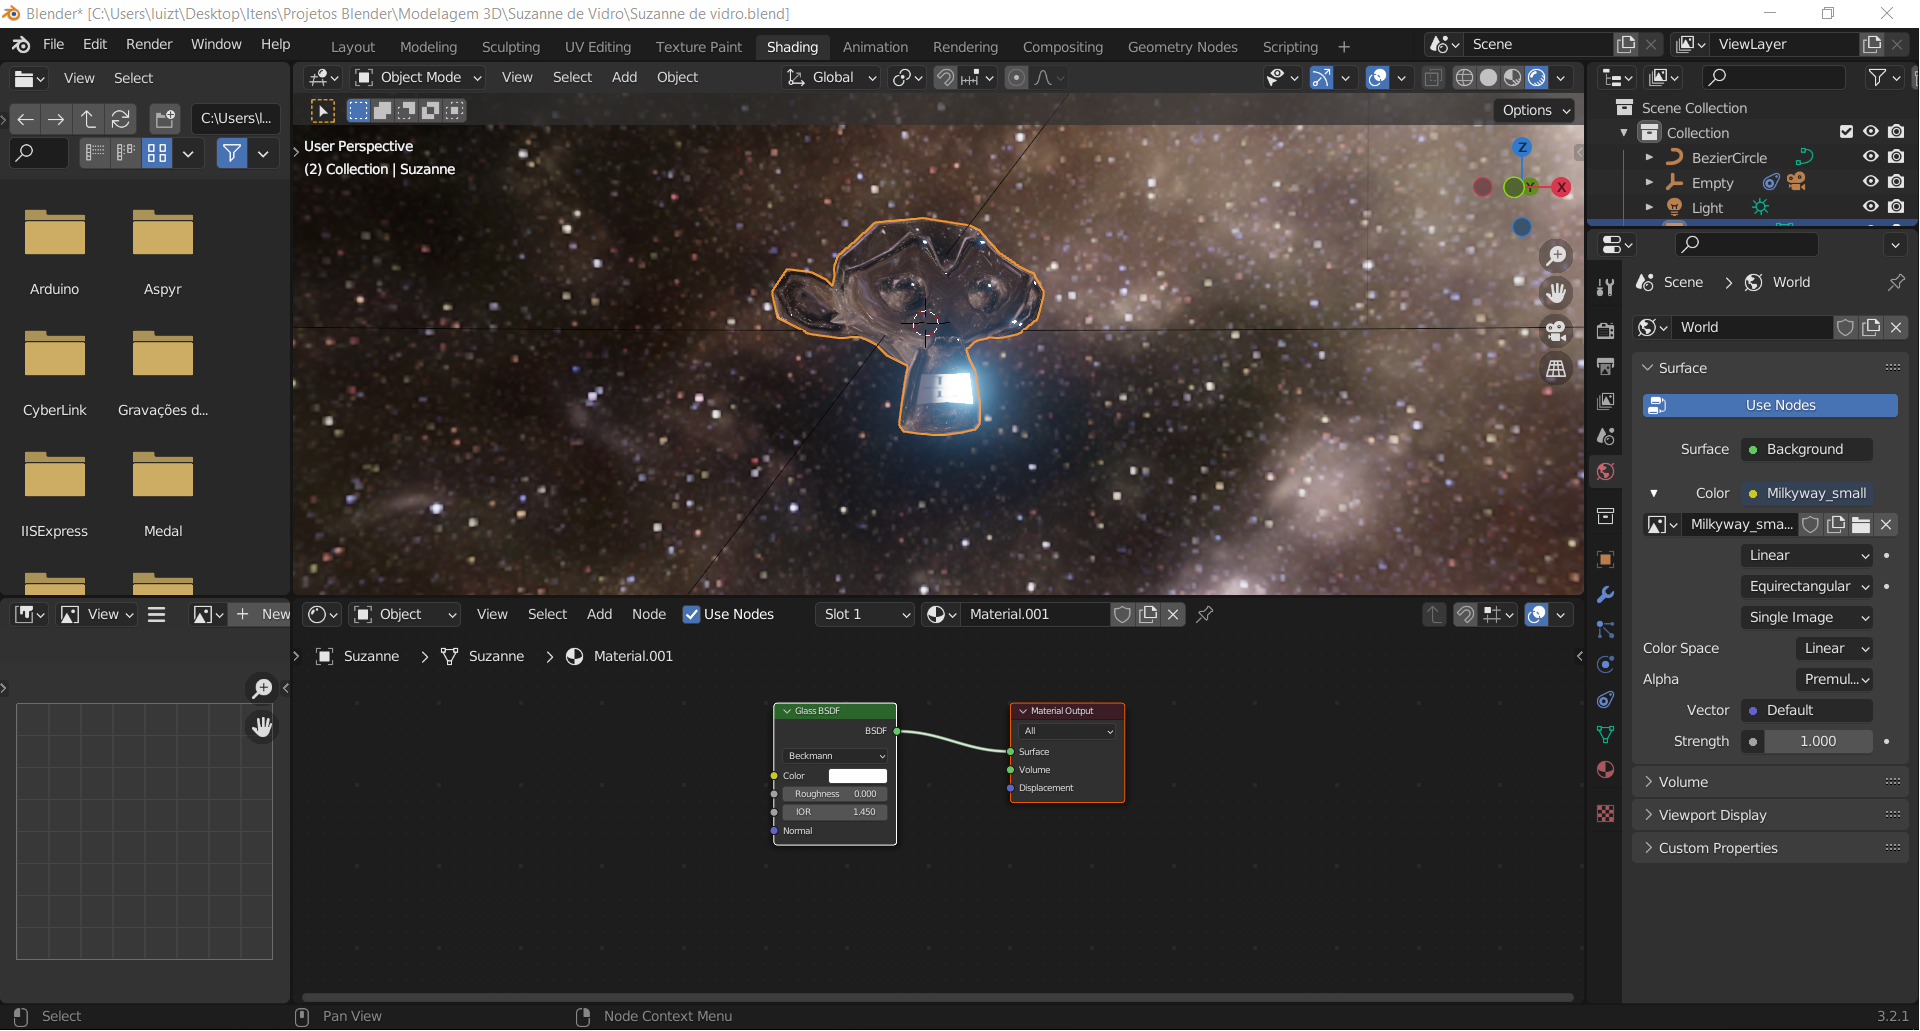 Blender* [C:\Users\luizt\Desktop\Itens\Projetos Blender\Modelagem 3D\Suzanne de Vidro\Suzanne de vidro.blend]
File Edit Render Window Help Layout Modeling Sculpting UV Editing Texture Paint Shading Animation Rendering Compositing Geometry Nodes Scripting + Scene ViewLayer
View Select
C:\Users\l...
Arduino Aspyr
CyberLink Gravações d...
IISExpress Medal
Object Mode View Select Add Object Global
Options
User Perspective
(2) Collection | Suzanne
Z
Y X
Scene Collection
Collection
BezierCircle
Empty
Light
Scene > World
World
Surface
Use Nodes
Surface Background
Color Milkyway_small
Milkyway_sma...
Linear
Equirectangular
Single Image
Color Space Linear
Alpha Premul...
Vector Default
Strength 1.000
Volume
Viewport Display
Custom Properties
View + New
Object View Select Add Node Use Nodes Slot 1 Material.001
Suzanne > Suzanne > Material.001
Glass BSDF
BSDF
Beckmann
Color
Roughness 0.000
IOR 1.450
Normal
Material Output
All
Surface
Volume
Displacement
Select Pan View Node Context Menu 3.2.1